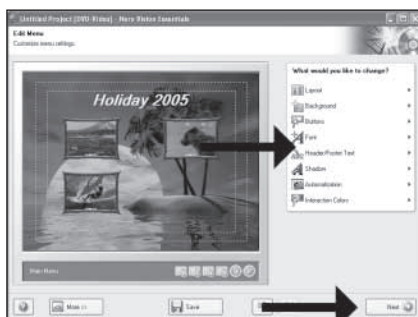 Untitled Project (DVD-Video) - Nero Vision Essentials
Edit Menu
Customize menu settings.
What would you like to change?
Holiday 2005
Layout
Background
Buttons
Font
Header/Footer Text
Shadow
Automatization
Interaction Colors
Main Menu
More >>
Save
Next